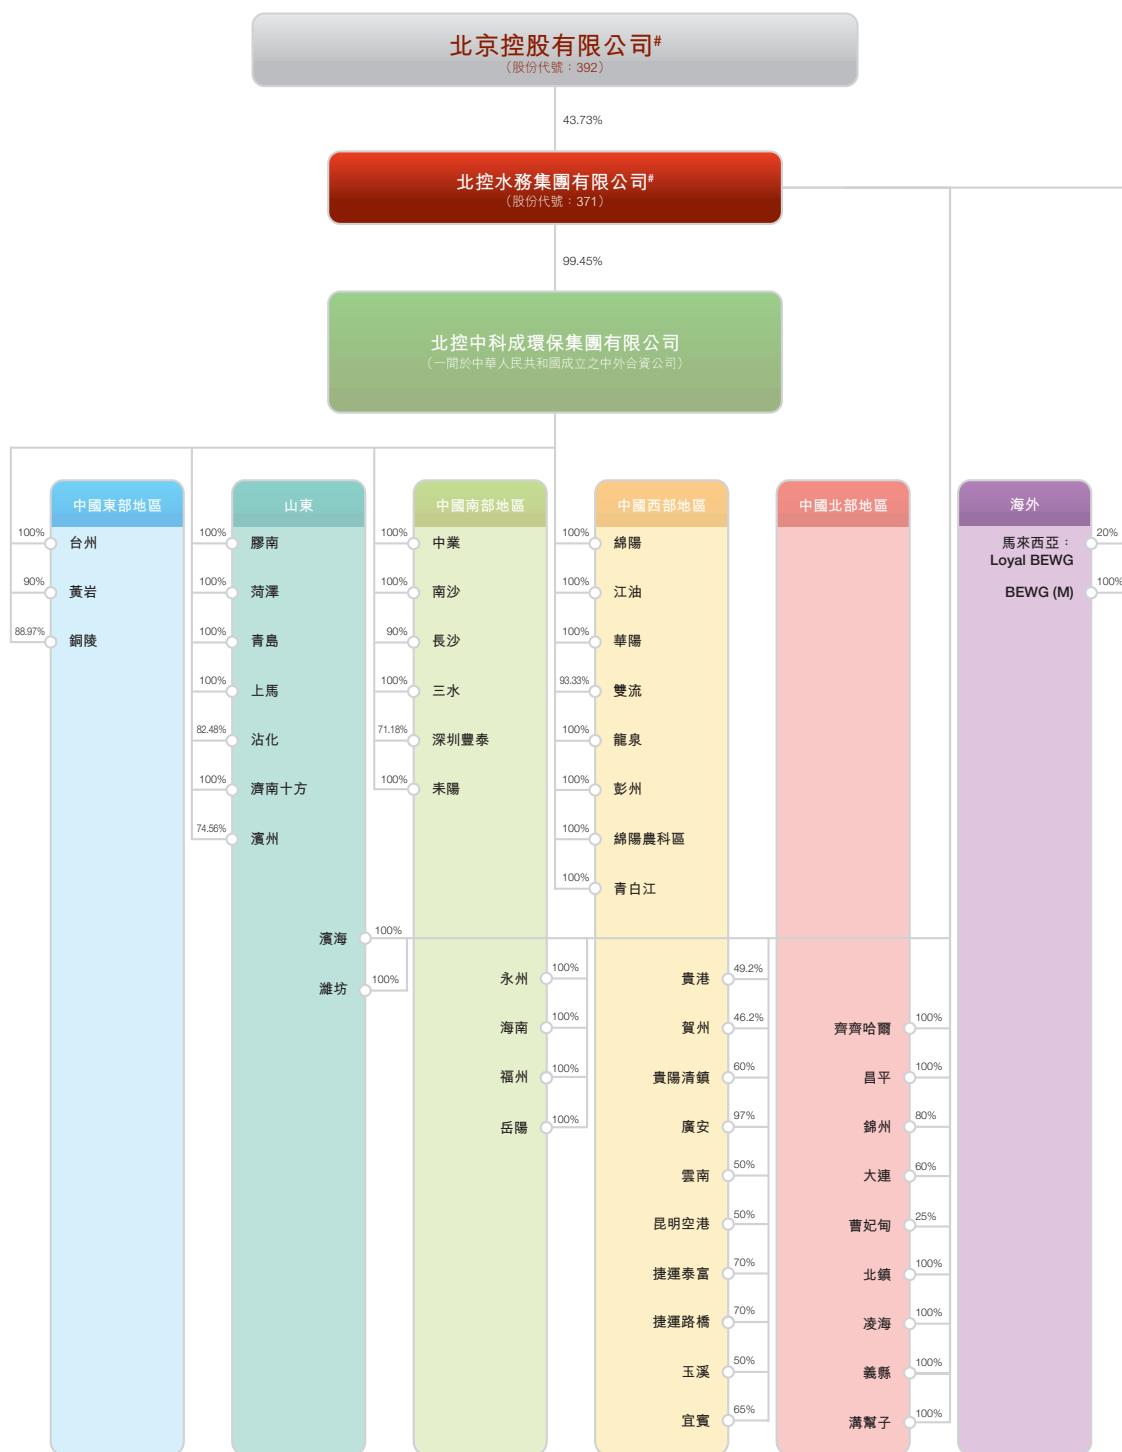 北京控股有限公司#
（股份代號：392）
43.73%
北控水務集團有限公司#
（股份代號：371）
99.45%
北控中科成環保集團有限公司
（一間於中華人民共和國成立之中外合資公司）
中國東部地區
100% 台州
90% 黃岩
88.97% 銅陵
山東
100% 膠南
100% 菏澤
100% 青島
100% 上馬
82.48% 沾化
100% 濟南十方
74.56% 濱州
濱海 100%
濰坊 100%
中國南部地區
100% 中業
100% 南沙
90% 長沙
100% 三水
71.18% 深圳豐泰
100% 耒陽
永州 100%
海南 100%
福州 100%
岳陽 100%
中國西部地區
100% 綿陽
100% 江油
100% 華陽
93.33% 雙流
100% 龍泉
100% 彭州
100% 綿陽農科區
100% 青白江
貴港 49.2%
賀州 46.2%
貴陽清鎮 60%
廣安 97%
雲南 50%
昆明空港 50%
捷運泰富 70%
捷運路橋 70%
玉溪 50%
宜賓 65%
中國北部地區
齊齊哈爾 100%
昌平 100%
錦州 80%
大連 60%
曹妃甸 25%
北鎮 100%
凌海 100%
義縣 100%
溝幫子 100%
海外
馬來西亞： 20%
Loyal BEWG
BEWG (M) 100%